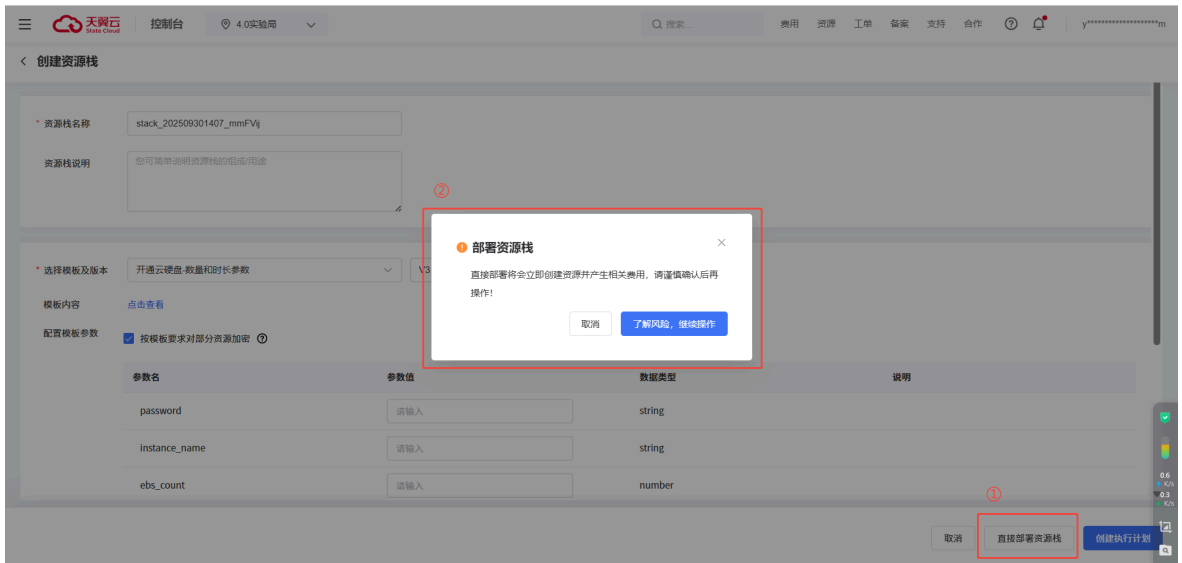 天翼云
State Cloud
控制台
4.0实验局
搜索...
费用
资源
工单
备案
支持
合作
y********************m
创建资源栈
* 资源栈名称
stack_202509301407_mmFVij
资源栈说明
您可简单说明资源栈的组成/用途
②
部署资源栈
直接部署将会立即创建资源并产生相关费用，请谨慎确认后再
操作！
取消
了解风险，继续操作
* 选择模板及版本
开通云硬盘-数量和时长参数
V3
模板内容
点击查看
配置模板参数
按模板要求对部分资源加密
参数名
参数值
数据类型
说明
password
请输入
string
instance_name
请输入
string
ebs_count
请输入
number
0.6
K/s
0.3
K/s
①
取消
直接部署资源栈
创建执行计划